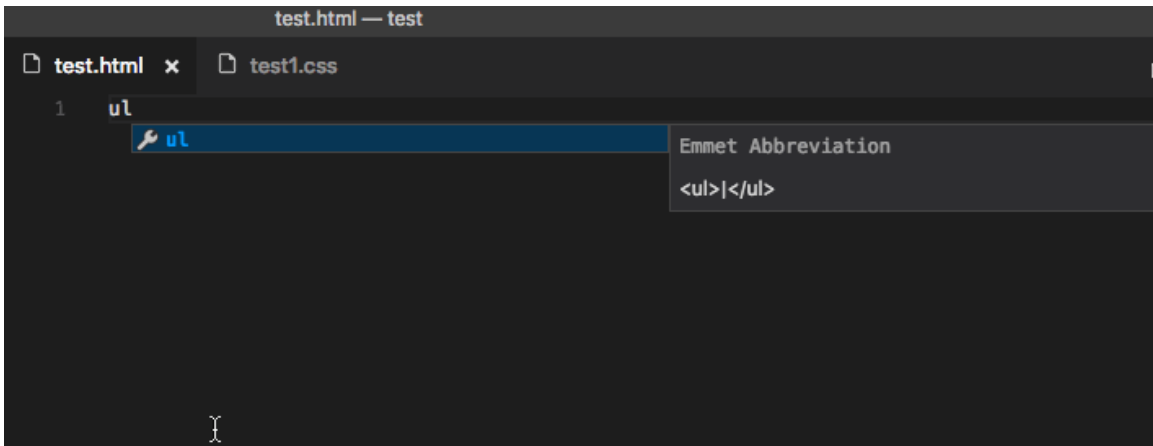 test.html — test
test.html × test1.css
1 ul
ul
Emmet Abbreviation
<ul>|</ul>